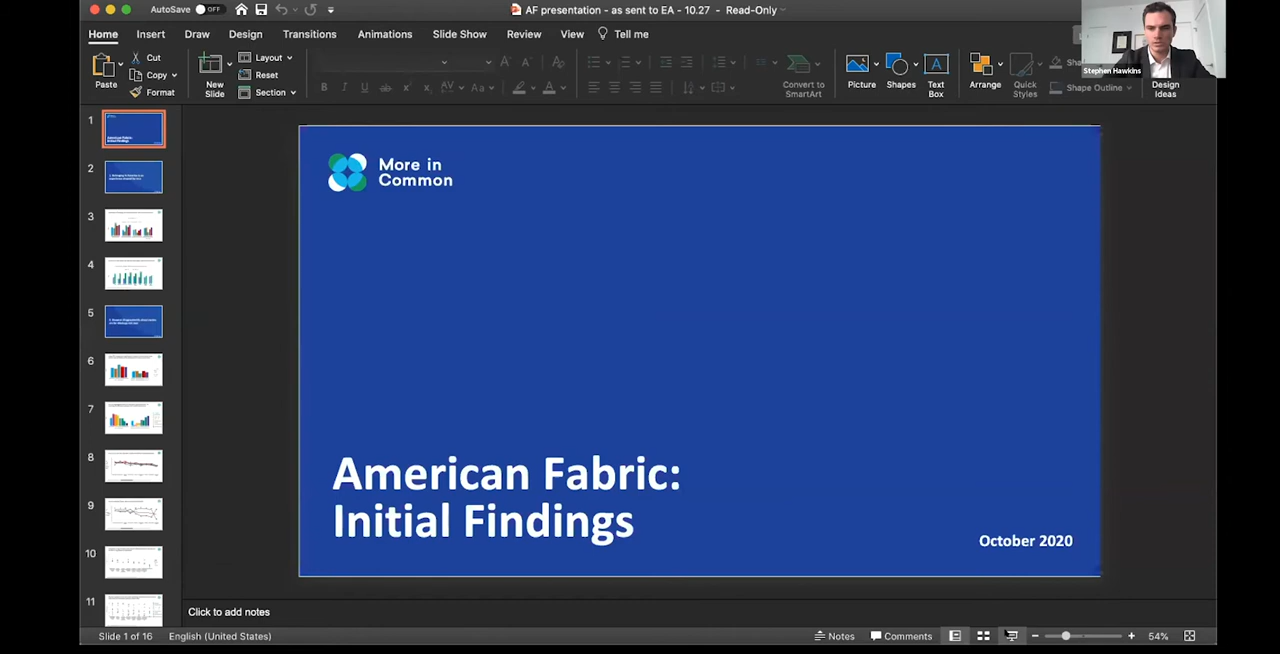 AutoSave OFF
AF presentation - as sent to EA - 10.27 - Read-Only
Home Insert Draw Design Transitions Animations Slide Show Review View Tell me
Paste
Cut
Copy
Format
New Slide
Layout
Reset
Section
Convert to SmartArt
Picture
Shapes
Text Box
Arrange
Quick Styles
Shape Outline
Design Ideas
Stephen Hawkins
1
2
3
4
5
6
7
8
9
10
11
More in
Common
American Fabric:
Initial Findings
October 2020
Click to add notes
Slide 1 of 16 English (United States) Notes Comments 54%